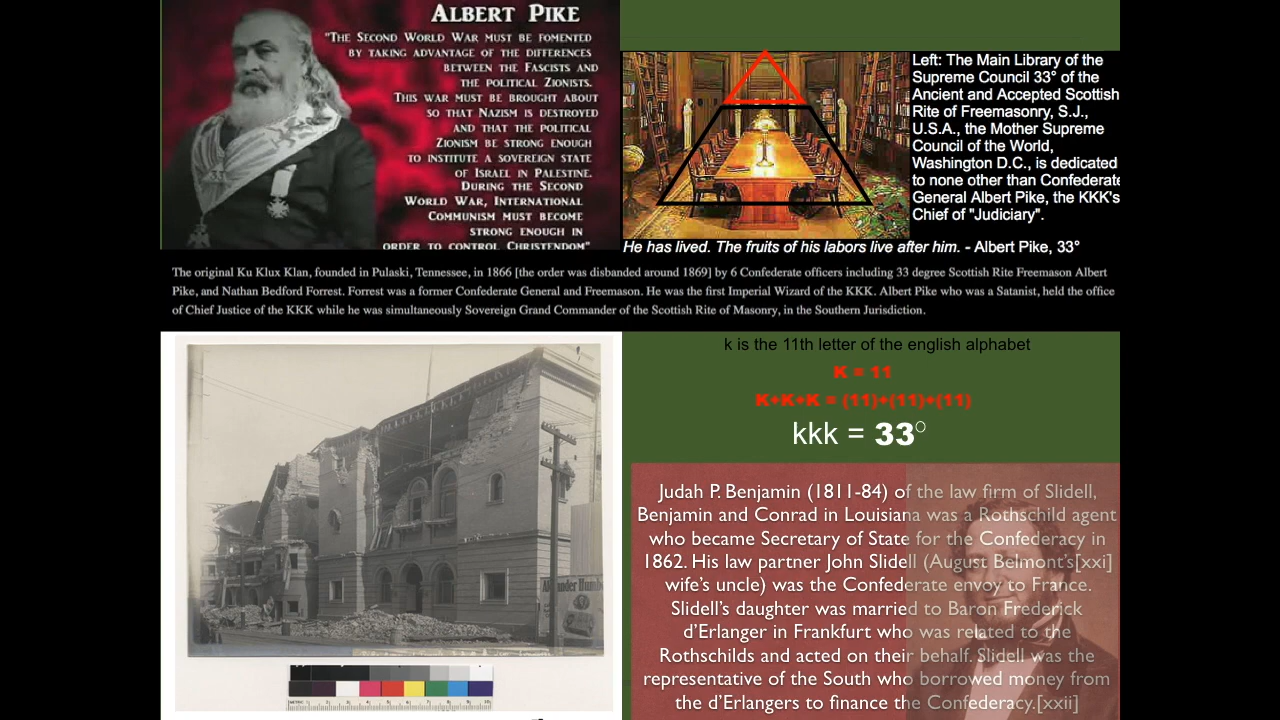 ALBERT PIKE
"THE SECOND WORLD WAR MUST BE FOMENTED
BY TAKING ADVANTAGE OF THE DIFFERENCES
BETWEEN THE FASCISTS AND
THE POLITICAL ZIONISTS.
THIS WAR MUST BE BROUGHT ABOUT
SO THAT NAZISM IS DESTROYED
AND THAT THE POLITICAL
ZIONISM BE STRONG ENOUGH
TO INSTITUTE A SOVEREIGN STATE
OF ISRAEL IN PALESTINE.
DURING THE SECOND
WORLD WAR, INTERNATIONAL
COMMUNISM MUST BECOME
STRONG ENOUGH IN
ORDER TO CONTROL CHRISTENDOM"
Left: The Main Library of the
Supreme Council 33° of the
Ancient and Accepted Scottish
Rite of Freemasonry, S.J.,
U.S.A., the Mother Supreme
Council of the World,
Washington D.C., is dedicated
to none other than Confederate
General Albert Pike, the KKK's
Chief of "Judiciary".
He has lived. The fruits of his labors live after him. - Albert Pike, 33°
The original Ku Klux Klan, founded in Pulaski, Tennessee, in 1866 [the order was disbanded around 1869] by 6 Confederate officers including 33 degree Scottish Rite Freemason Albert
Pike, and Nathan Bedford Forrest. Forrest was a former Confederate General and Freemason. He was the first Imperial Wizard of the KKK. Albert Pike who was a Satanist, held the office
of Chief Justice of the KKK while he was simultaneously Sovereign Grand Commander of the Scottish Rite of Masonry, in the Southern Jurisdiction.
k is the 11th letter of the english alphabet
K = 11
K+K+K = (11)+(11)+(11)
kkk = 33°
Judah P. Benjamin (1811-84) of the law firm of Slidell,
Benjamin and Conrad in Louisiana was a Rothschild agent
who became Secretary of State for the Confederacy in
1862. His law partner John Slidell (August Belmont's[xxi]
wife's uncle) was the Confederate envoy to France.
Slidell's daughter was married to Baron Frederick
d'Erlanger in Frankfurt who was related to the
Rothschilds and acted on their behalf. Slidell was the
representative of the South who borrowed money from
the d'Erlangers to finance the Confederacy.[xxii]